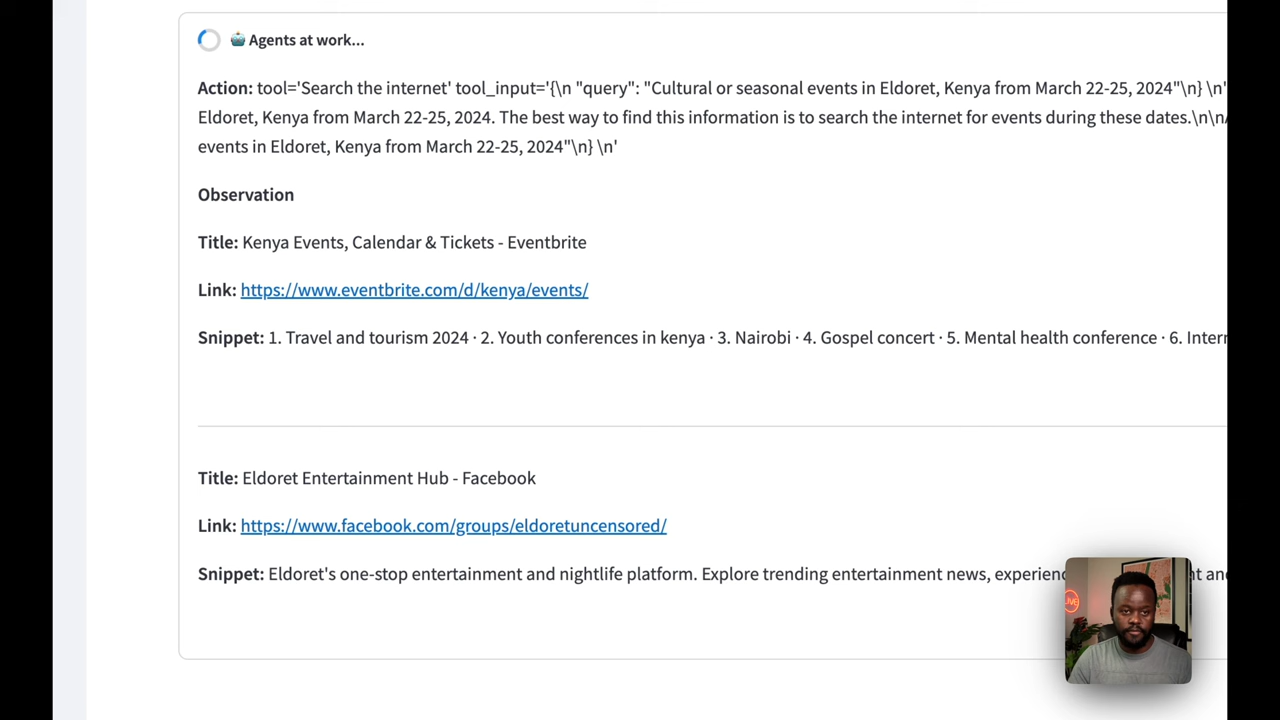 Agents at work...
Action: tool='Search the internet' tool_input='{\n "query": "Cultural or seasonal events in Eldoret, Kenya from March 22-25, 2024"\n} \n'
Eldoret, Kenya from March 22-25, 2024. The best way to find this information is to search the internet for events during these dates.\n\n
events in Eldoret, Kenya from March 22-25, 2024"\n} \n'
Observation
Title: Kenya Events, Calendar & Tickets - Eventbrite
Link: https://www.eventbrite.com/d/kenya/events/
Snippet: 1. Travel and tourism 2024 · 2. Youth conferences in kenya · 3. Nairobi · 4. Gospel concert · 5. Mental health conference · 6. Intern
Title: Eldoret Entertainment Hub - Facebook
Link: https://www.facebook.com/groups/eldoretuncensored/
Snippet: Eldoret's one-stop entertainment and nightlife platform. Explore trending entertainment news, experienc
LIVE